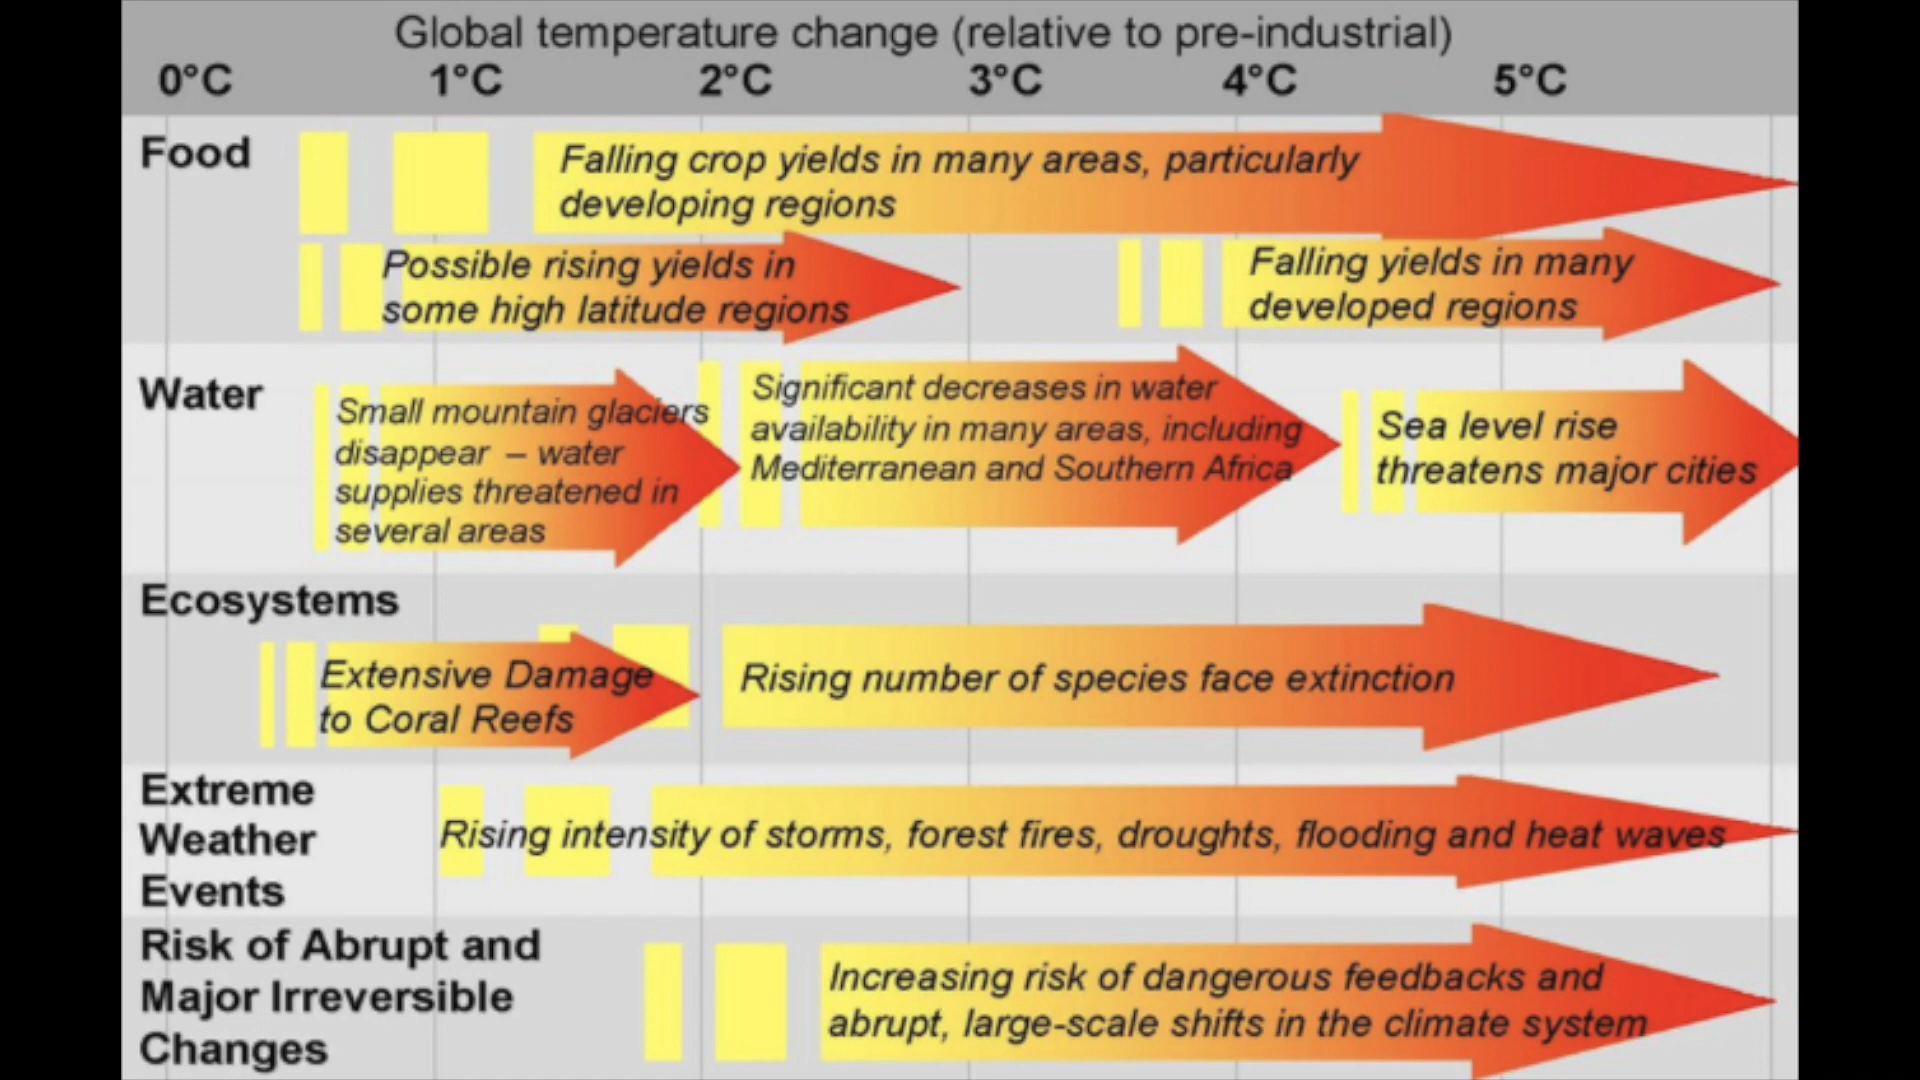 Global temperature change (relative to pre-industrial)
0°C 1°C 2°C 3°C 4°C 5°C
Food
Falling crop yields in many areas, particularly
developing regions
Possible rising yields in
some high latitude regions
Falling yields in many
developed regions
Water
Small mountain glaciers
disappear – water
supplies threatened in
several areas
Significant decreases in water
availability in many areas, including
Mediterranean and Southern Africa
Sea level rise
threatens major cities
Ecosystems
Extensive Damage
to Coral Reefs
Rising number of species face extinction
Extreme
Weather
Events
Rising intensity of storms, forest fires, droughts, flooding and heat waves
Risk of Abrupt and
Major Irreversible
Changes
Increasing risk of dangerous feedbacks and
abrupt, large-scale shifts in the climate system